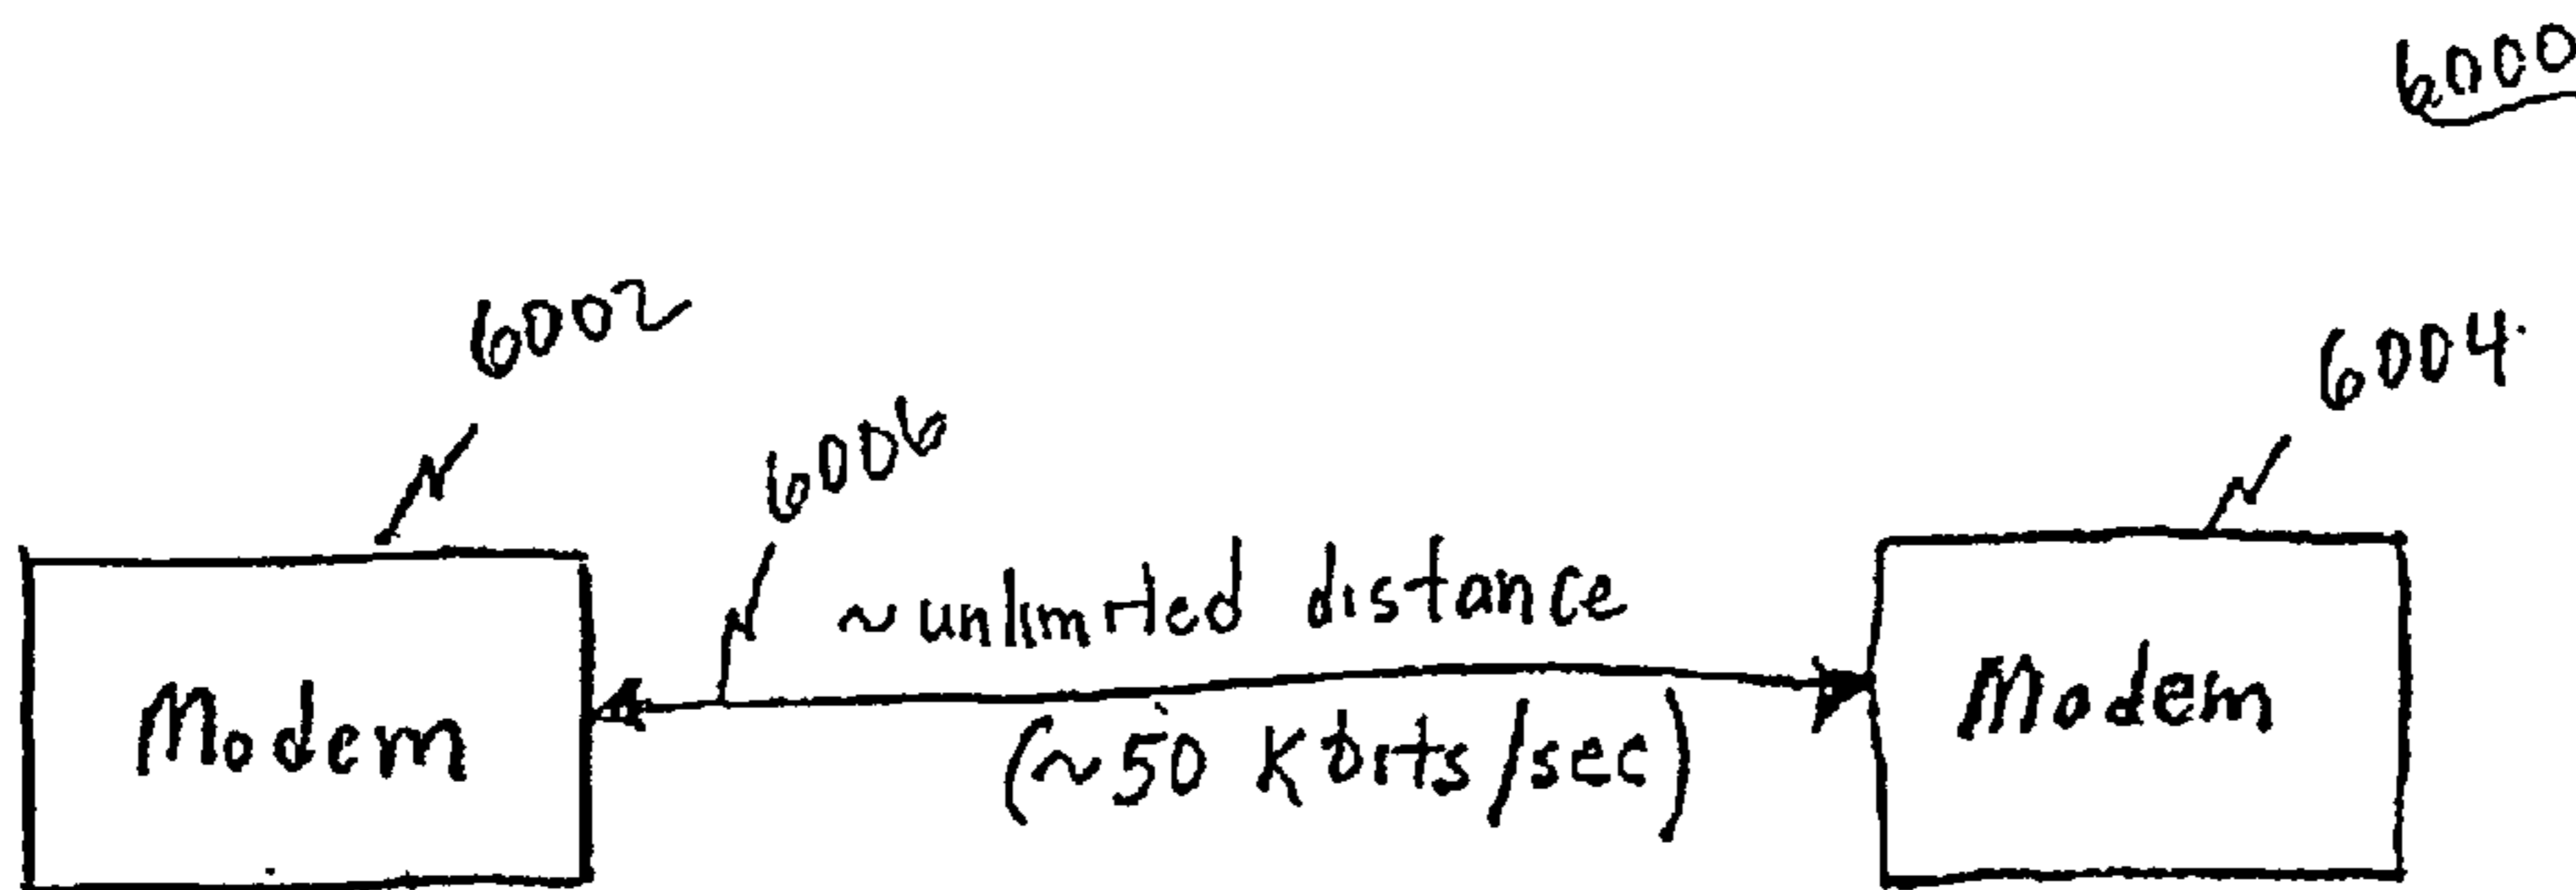 6000
6002
6004
6006
~ unlimited distance
Modem
Modem
(~50 Kbits/sec)